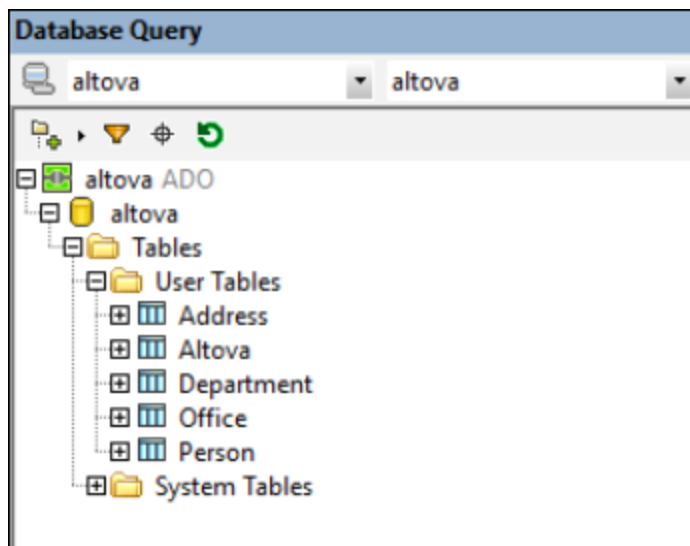 Database Query
altova altova
altova ADO
altova
Tables
User Tables
Address
Altova
Department
Office
Person
System Tables